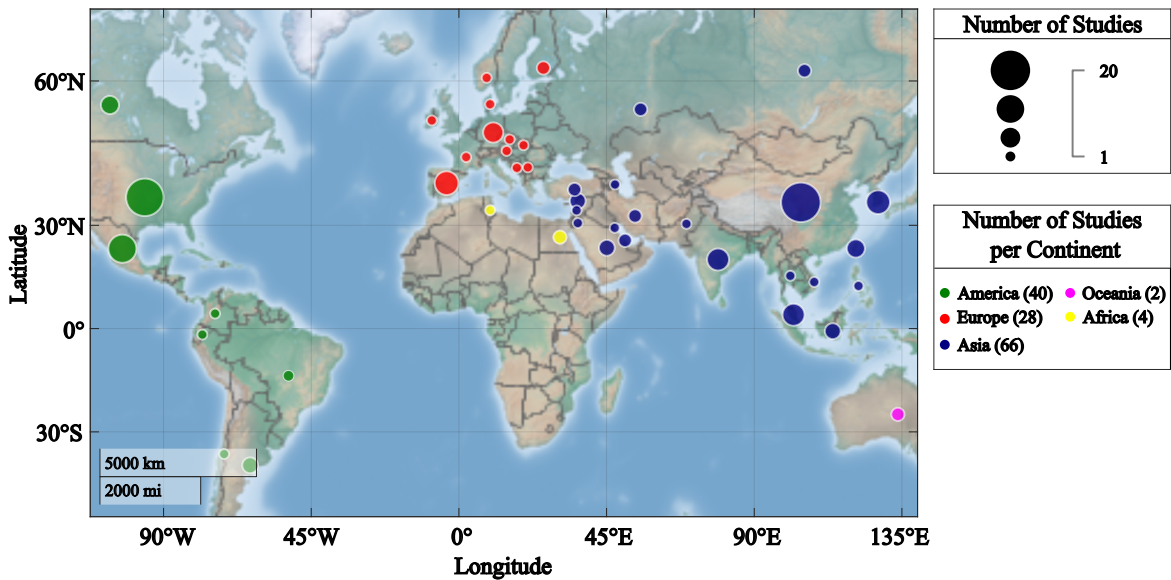 60°N
30°N
0°
30°S
Latitude
5000 km
2000 mi
90°W
45°W
0°
45°E
90°E
135°E
Longitude
Number of Studies
20
1
Number of Studies
per Continent
America (40)
Oceania (2)
Europe (28)
Africa (4)
Asia (66)